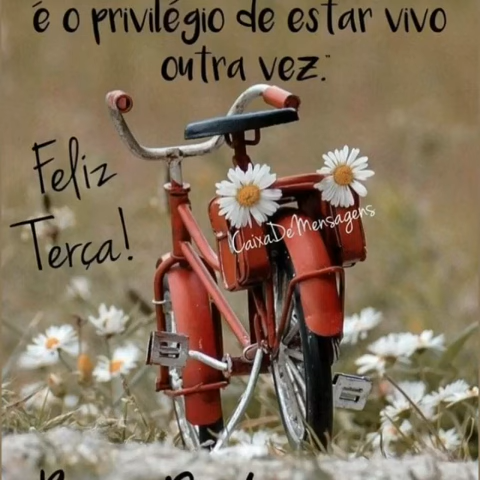 é o privilégio de estar vivo
outra vez."
Feliz
Terça!
CaixaDeMensagens